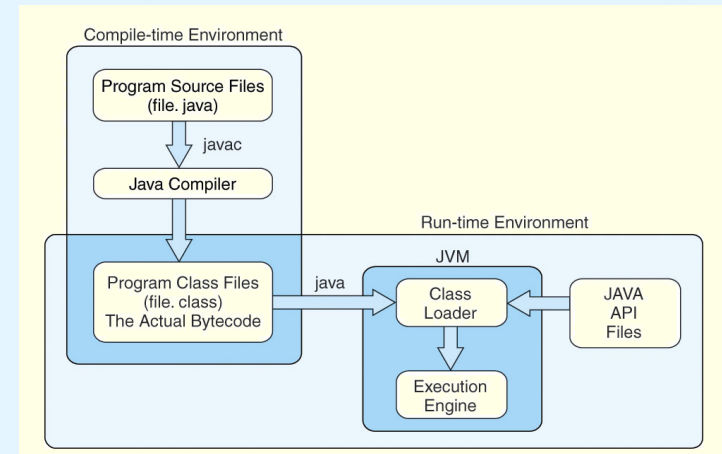 Compile-time Environment
Program Source Files
(file. java)
javac
Java Compiler
Run-time Environment
JVM
Program Class Files
(file. class)
The Actual Bytecode
java
Class
Loader
JAVA
API
Files
Execution
Engine